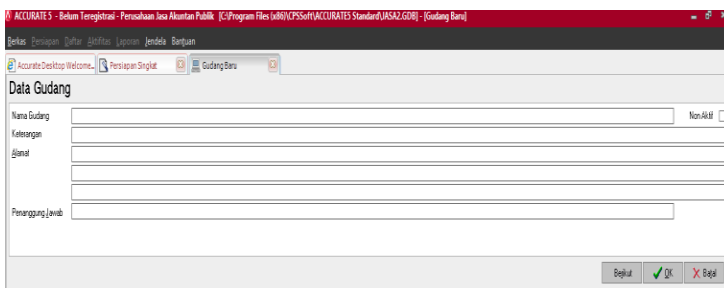 ACCURATE 5 - Belum Teregistrasi - Perusahaan Jasa Akuntan Publik [C:\Program Files (x86)\CPSSoft\ACCURATE5 Standard\JASA2.GDB] - [Gudang Baru]
Berkas Persiapan Daftar Aktifitas Laporan Jendela Bantuan
Accurate Desktop Welcome... Persiapan Singkat Gudang Baru
Data Gudang
Nama Gudang Non Aktif
Keterangan
Alamat
Penanggung Jawab
Berikut OK Batal